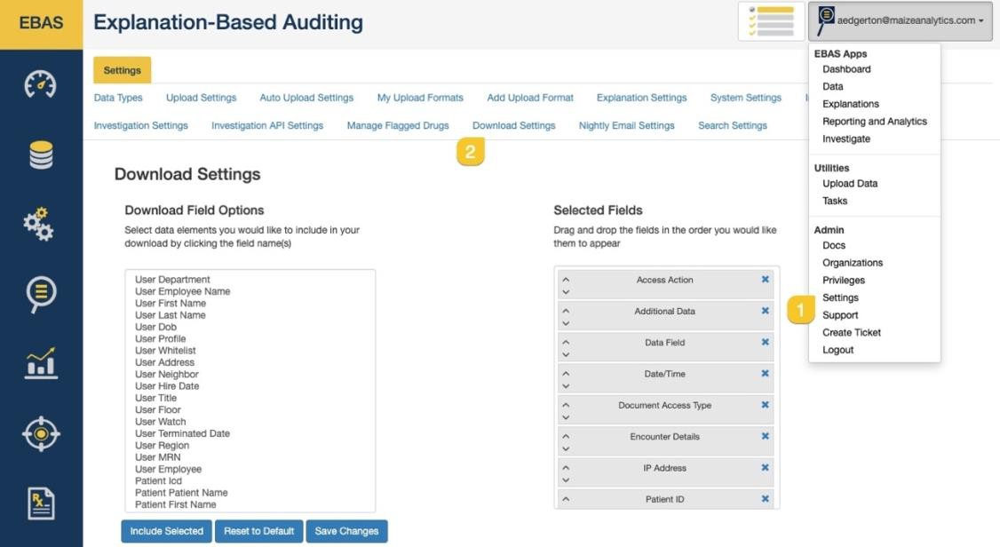 EBAS
Explanation-Based Auditing
aedgerton@maizeanalytics.com
Settings
Data Types Upload Settings Auto Upload Settings My Upload Formats Add Upload Format Explanation Settings System Settings
Investigation Settings Investigation API Settings Manage Flagged Drugs Download Settings Nightly Email Settings Search Settings
2
EBAS Apps
Dashboard
Data
Explanations
Reporting and Analytics
Investigate
Utilities
Upload Data
Tasks
Admin
Docs
Organizations
Privileges
Settings
1
Support
Create Ticket
Logout
Download Settings
Download Field Options
Select data elements you would like to include in your
download by clicking the field name(s)
User Department
User Employee Name
User First Name
User Last Name
User Dob
User Profile
User Whitelist
User Address
User Neighbor
User Hire Date
User Title
User Floor
User Watch
User Terminated Date
User Region
User MRN
User Employee
Patient Icd
Patient Patient Name
Patient First Name
Include Selected Reset to Default Save Changes
Selected Fields
Drag and drop the fields in the order you would like
them to appear
Access Action
Additional Data
Data Field
Date/Time
Document Access Type
Encounter Details
IP Address
Patient ID
Rx